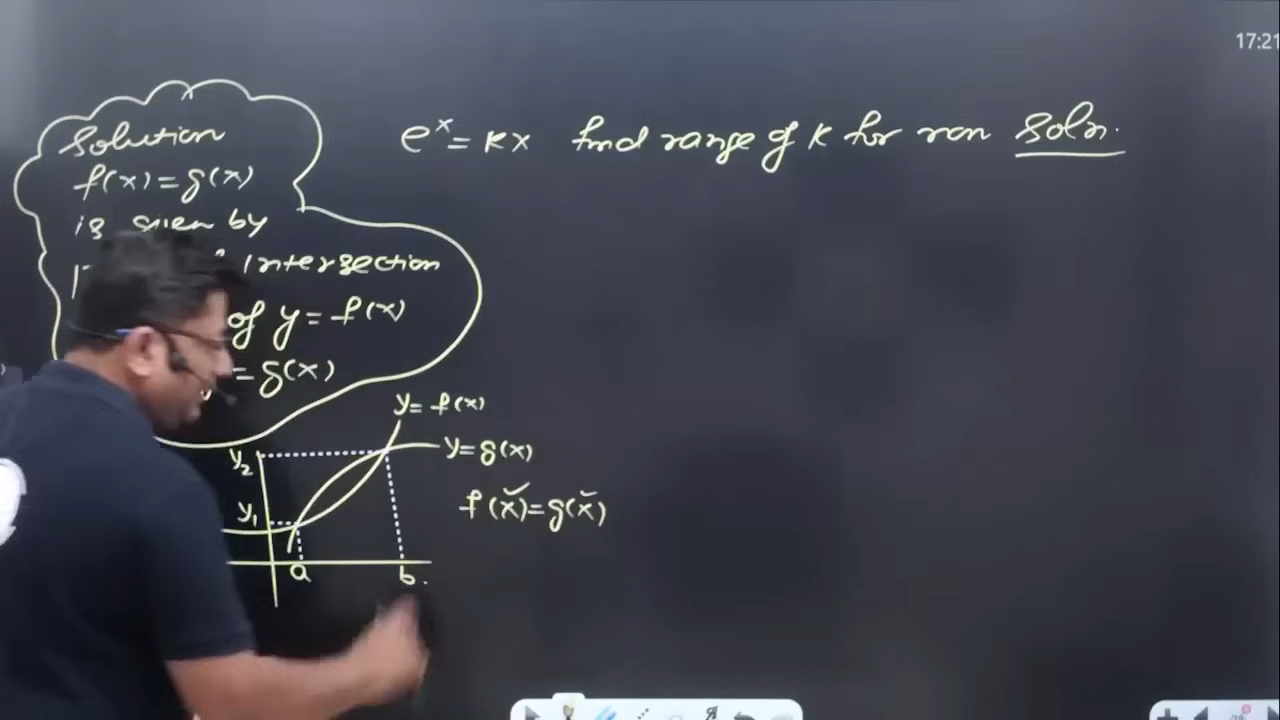 17:21
Solution
f(x)=g(x)
is given by
intersection
of y=f(x)
=g(x)
e^x = kx find range of k for non soln.
y=f(x)
y=g(x)
y2
y1
a
b.
f(x)=g(x)